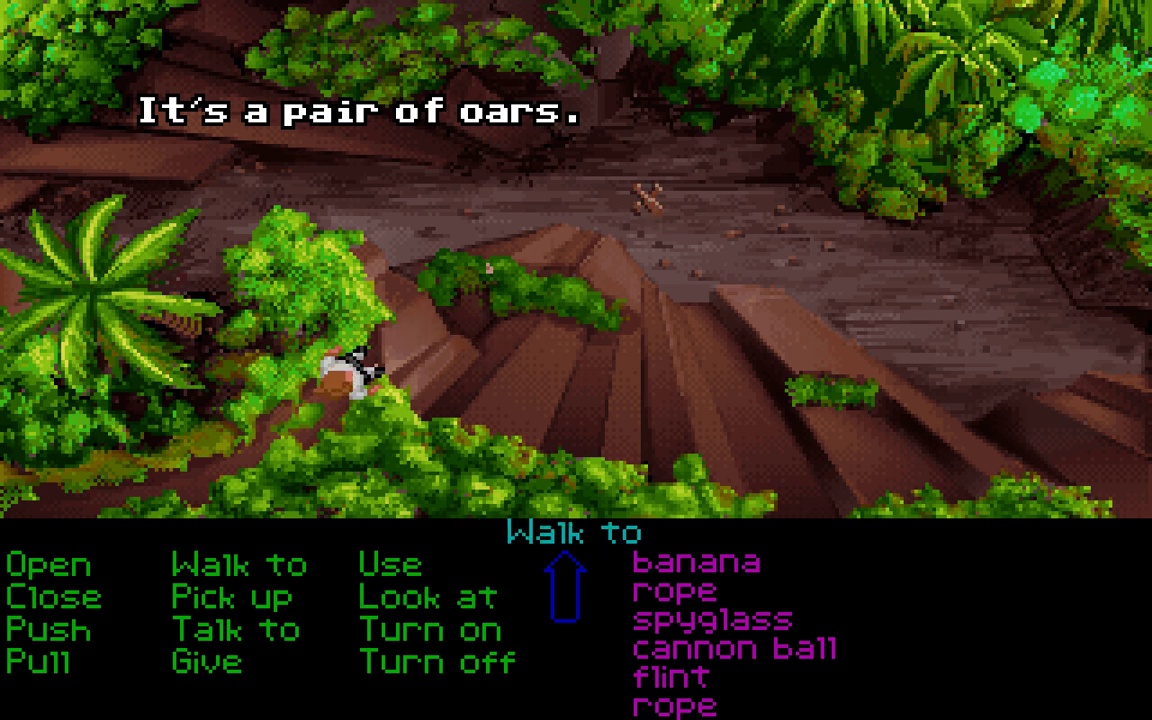 It's a pair of oars.
Walk to
Open Walk to Use banana
Close Pick up Look at rope
Push Talk to Turn on spyglass
Pull Give Turn off cannon ball
flint
rope